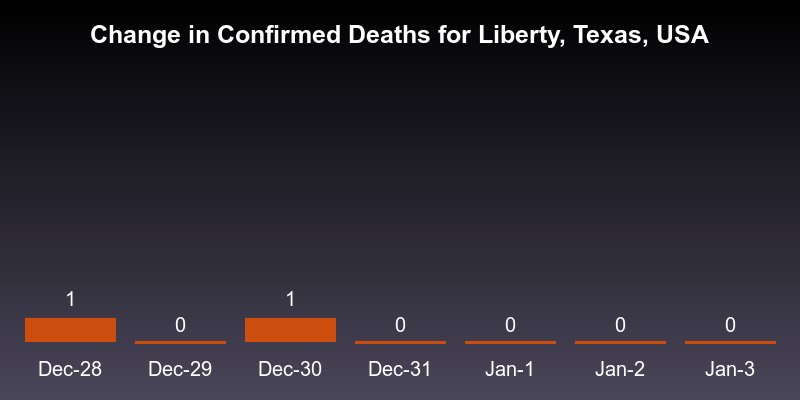 Change in Confirmed Deaths for Liberty, Texas, USA
1 0 1 0 0 0 0
Dec-28 Dec-29 Dec-30 Dec-31 Jan-1 Jan-2 Jan-3